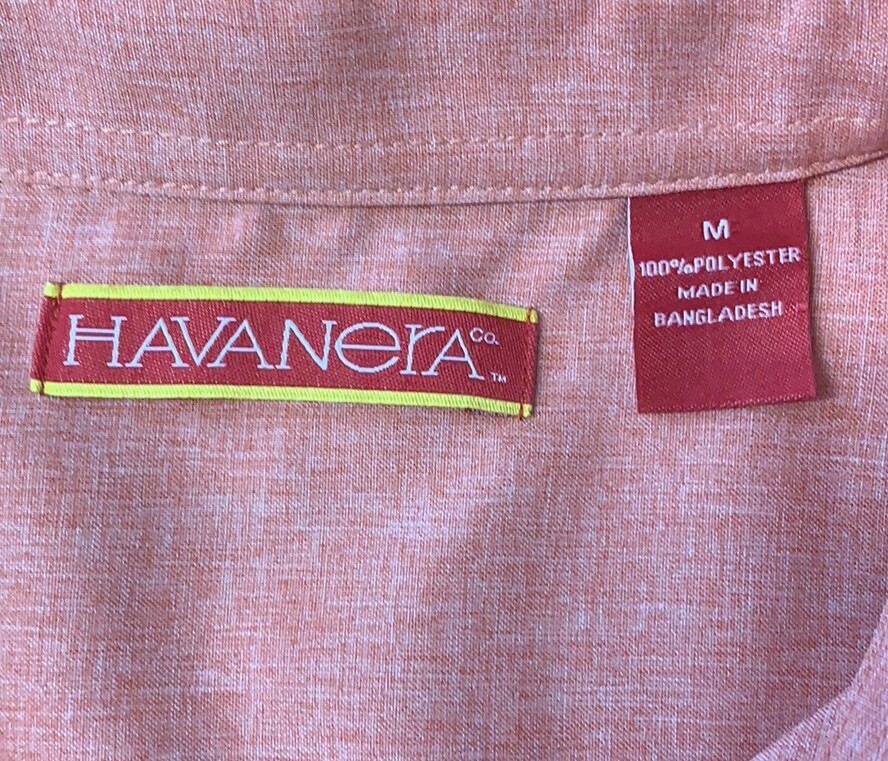 HAVANerA Co. ™
M
100%POLYESTER
MADE IN
BANGLADESH